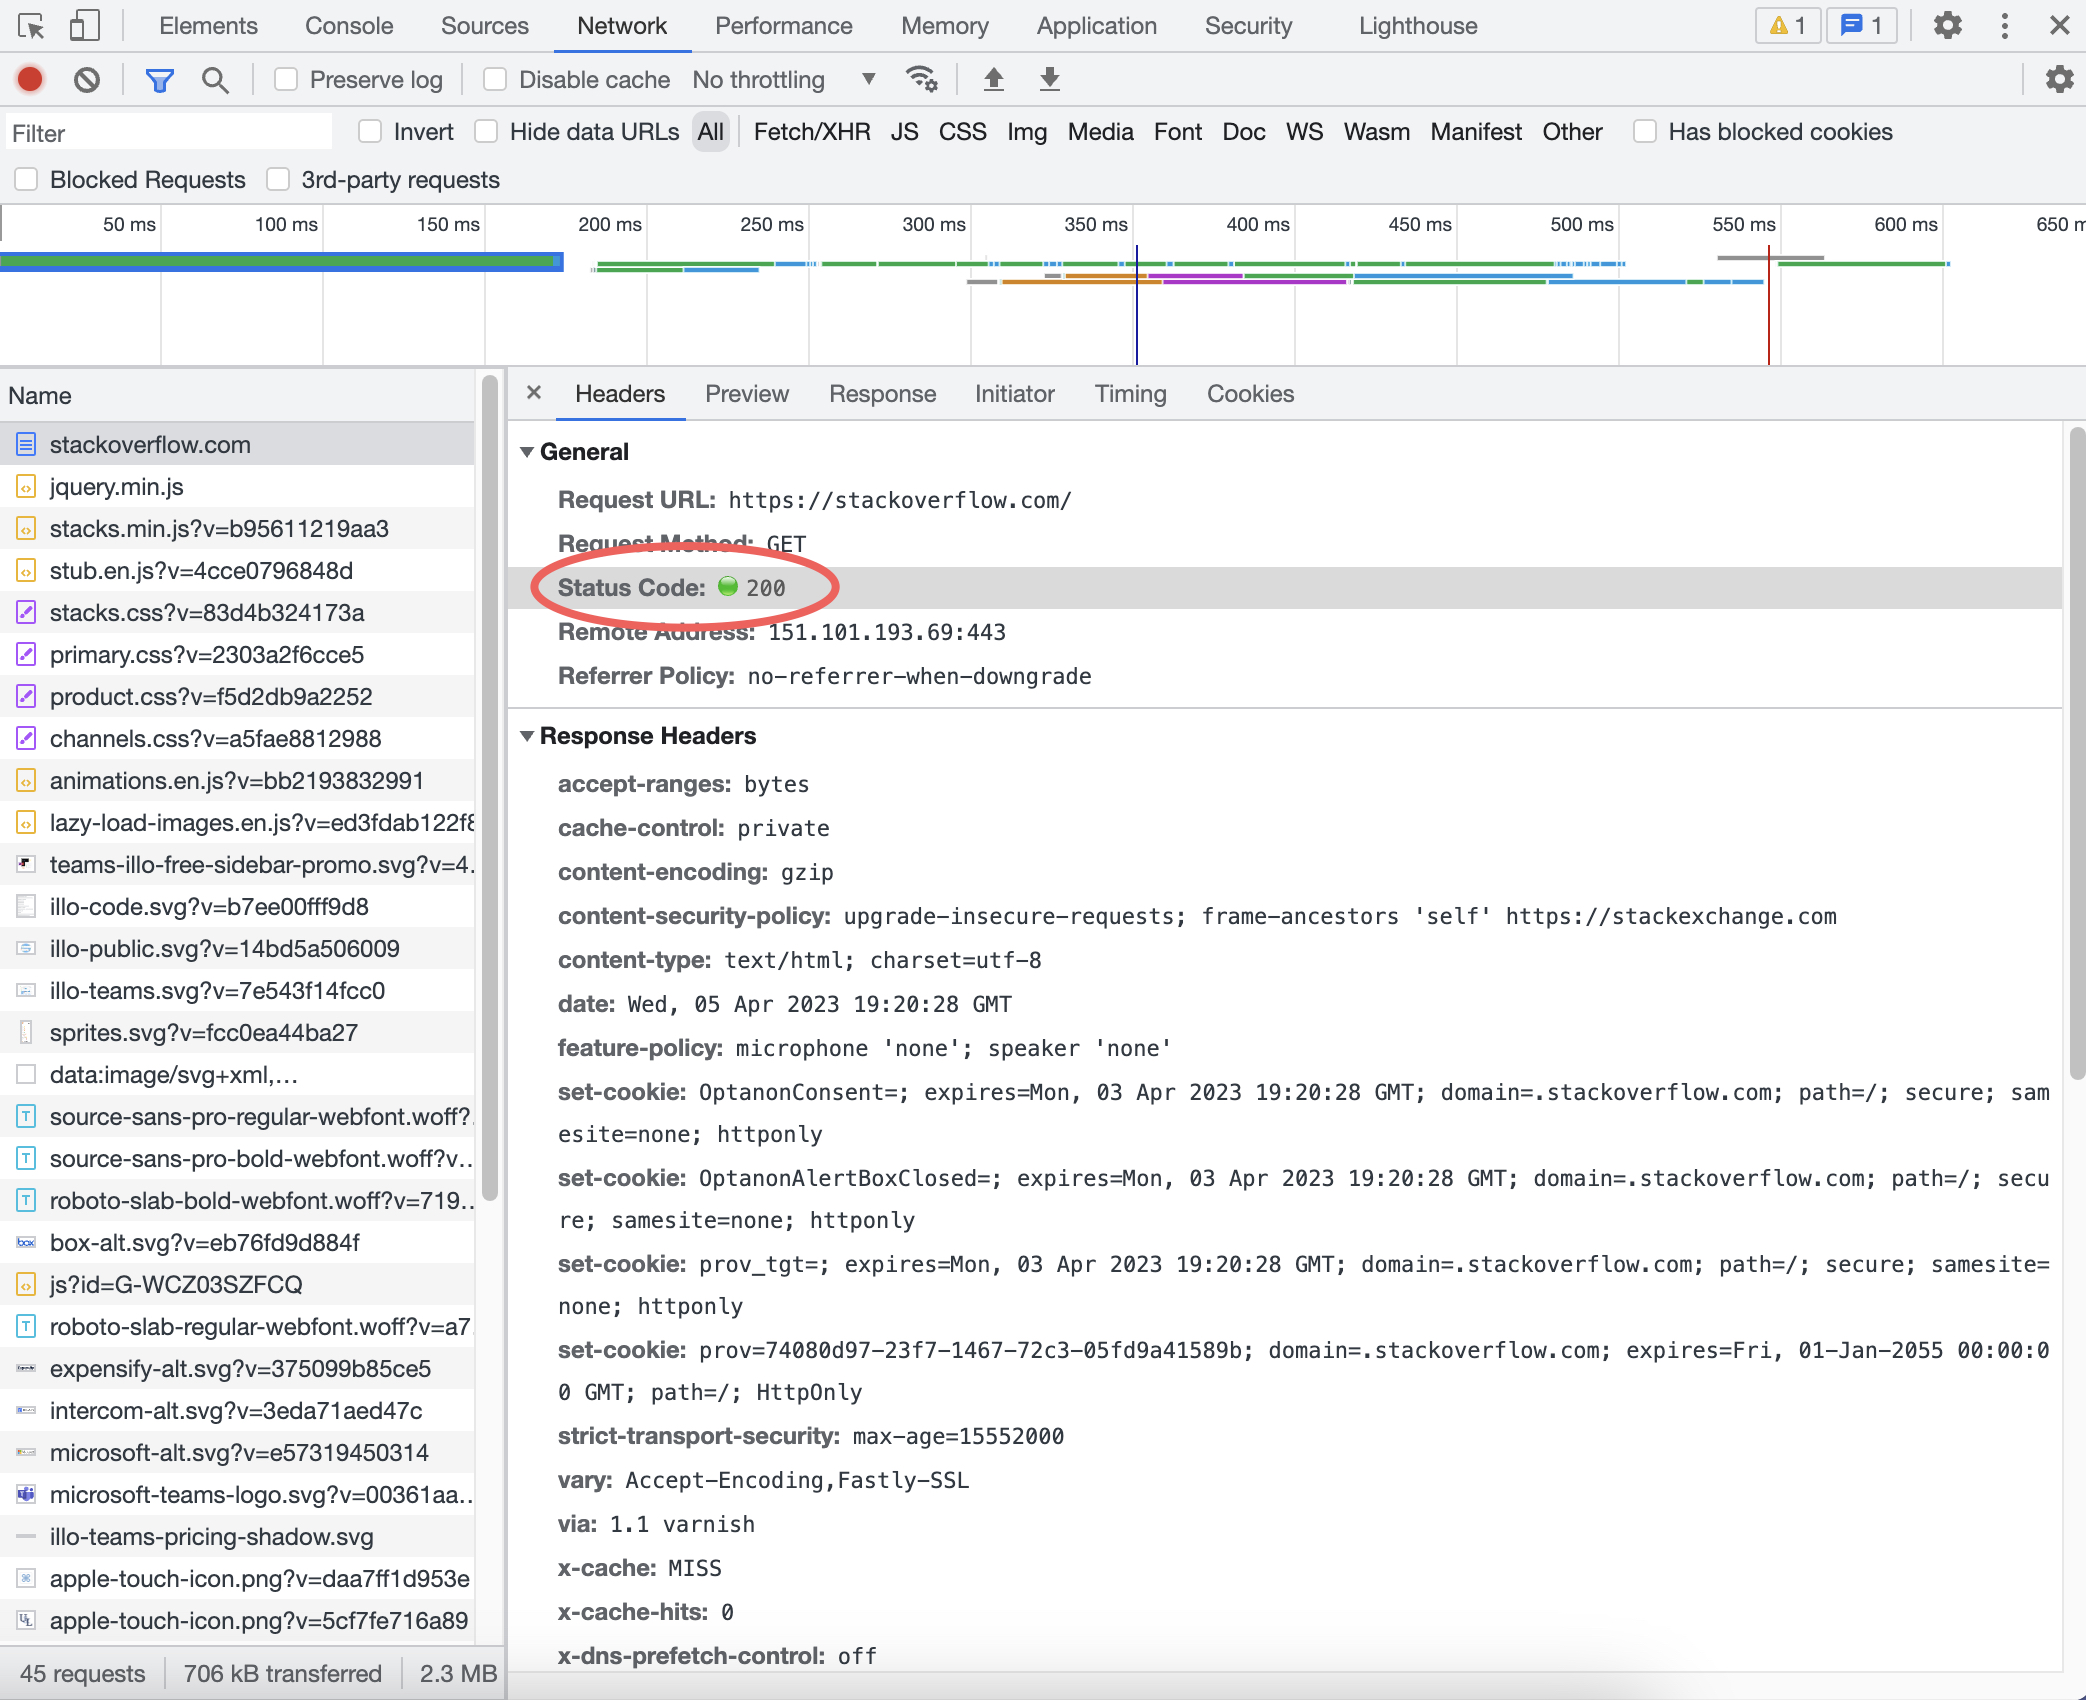 Elements Console Sources Network Performance Memory Application Security Lighthouse 1 1
Preserve log Disable cache No throttling
Filter Invert Hide data URLs All Fetch/XHR JS CSS Img Media Font Doc WS Wasm Manifest Other Has blocked cookies
Blocked Requests 3rd-party requests
50 ms 100 ms 150 ms 200 ms 250 ms 300 ms 350 ms 400 ms 450 ms 500 ms 550 ms 600 ms 650 m
Name
stackoverflow.com
jquery.min.js
stacks.min.js?v=b95611219aa3
stub.en.js?v=4cce0796848d
stacks.css?v=83d4b324173a
primary.css?v=2303a2f6cce5
product.css?v=f5d2db9a2252
channels.css?v=a5fae8812988
animations.en.js?v=bb2193832991
lazy-load-images.en.js?v=ed3fdab122f8
teams-illo-free-sidebar-promo.svg?v=4.
illo-code.svg?v=b7ee00fff9d8
illo-public.svg?v=14bd5a506009
illo-teams.svg?v=7e543f14fcc0
sprites.svg?v=fcc0ea44ba27
data:image/svg+xml,…
source-sans-pro-regular-webfont.woff?.
source-sans-pro-bold-webfont.woff?v..
roboto-slab-bold-webfont.woff?v=719..
box-alt.svg?v=eb76fd9d884f
js?id=G-WCZ03SZFCQ
roboto-slab-regular-webfont.woff?v=a7
expensify-alt.svg?v=375099b85ce5
intercom-alt.svg?v=3eda71aed47c
microsoft-alt.svg?v=e57319450314
microsoft-teams-logo.svg?v=00361aa..
illo-teams-pricing-shadow.svg
apple-touch-icon.png?v=daa7ff1d953e
apple-touch-icon.png?v=5cf7fe716a89
45 requests 706 kB transferred 2.3 MB
Headers Preview Response Initiator Timing Cookies
General
Request URL: https://stackoverflow.com/
Request Method: GET
Status Code: 200
Remote Address: 151.101.193.69:443
Referrer Policy: no-referrer-when-downgrade
Response Headers
accept-ranges: bytes
cache-control: private
content-encoding: gzip
content-security-policy: upgrade-insecure-requests; frame-ancestors 'self' https://stackexchange.com
content-type: text/html; charset=utf-8
date: Wed, 05 Apr 2023 19:20:28 GMT
feature-policy: microphone 'none'; speaker 'none'
set-cookie: OptanonConsent=; expires=Mon, 03 Apr 2023 19:20:28 GMT; domain=.stackoverflow.com; path=/; secure; sam
esite=none; httponly
set-cookie: OptanonAlertBoxClosed=; expires=Mon, 03 Apr 2023 19:20:28 GMT; domain=.stackoverflow.com; path=/; secu
re; samesite=none; httponly
set-cookie: prov_tgt=; expires=Mon, 03 Apr 2023 19:20:28 GMT; domain=.stackoverflow.com; path=/; secure; samesite=
none; httponly
set-cookie: prov=74080d97-23f7-1467-72c3-05fd9a41589b; domain=.stackoverflow.com; expires=Fri, 01-Jan-2055 00:00:0
0 GMT; path=/; HttpOnly
strict-transport-security: max-age=15552000
vary: Accept-Encoding,Fastly-SSL
via: 1.1 varnish
x-cache: MISS
x-cache-hits: 0
x-dns-prefetch-control: off